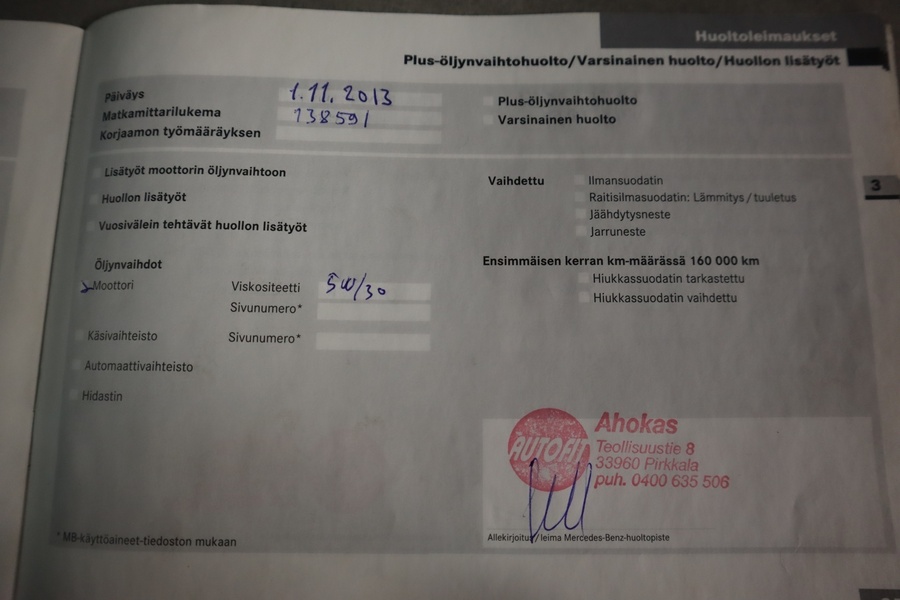 Huoltoleimaukset
Plus-öljynvaihtohuolto/Varsinainen huolto/Huollon lisätyöt
Päiväys 1.11.2013
Matkamittarilukema 138591
Korjaamon työmääräyksen
Plus-öljynvaihtohuolto
Varsinainen huolto
Lisätyöt moottorin öljynvaihtoon
Huollon lisätyöt
Vuosivälein tehtävät huollon lisätyöt
Vaihdettu Ilmansuodatin
Raitisilmasuodatin: Lämmitys/tuuletus
Jäähdytysneste
Jarruneste
3
Öljynvaihdot
Moottori Viskositeetti 5W/30
Sivunumero*
Käsivaihteisto Sivunumero*
Automaattivaihteisto
Hidastin
Ensimmäisen kerran km-määrässä 160 000 km
Hiukkassuodatin tarkastettu
Hiukkassuodatin vaihdettu
AUTOFIT
Ahokas
Teollisuustie 8
33960 Pirkkala
puh. 0400 635 506
Allekirjoitus/leima Mercedes-Benz-huoltopiste
* MB-käyttöaineet-tiedoston mukaan